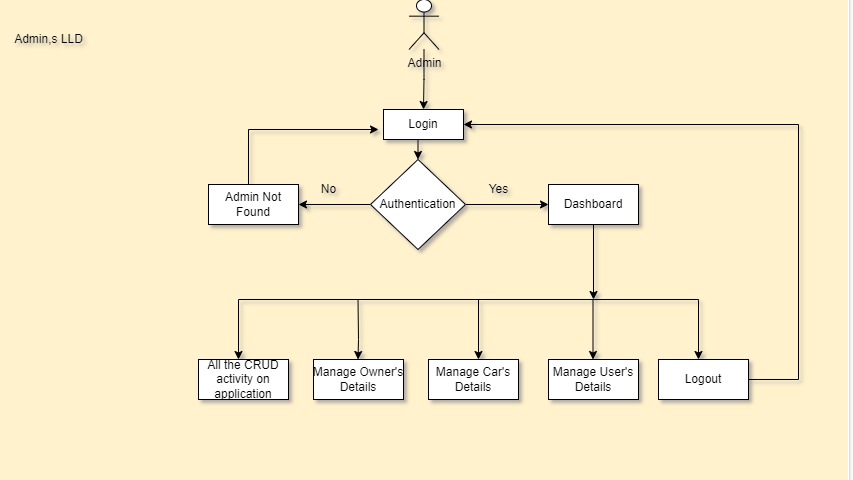 Admin,s LLD
Admin
Login
No
Yes
Admin Not
Found
Authentication
Dashboard
All the CRUD
activity on
application
Manage Owner's
Details
Manage Car's
Details
Manage User's
Details
Logout